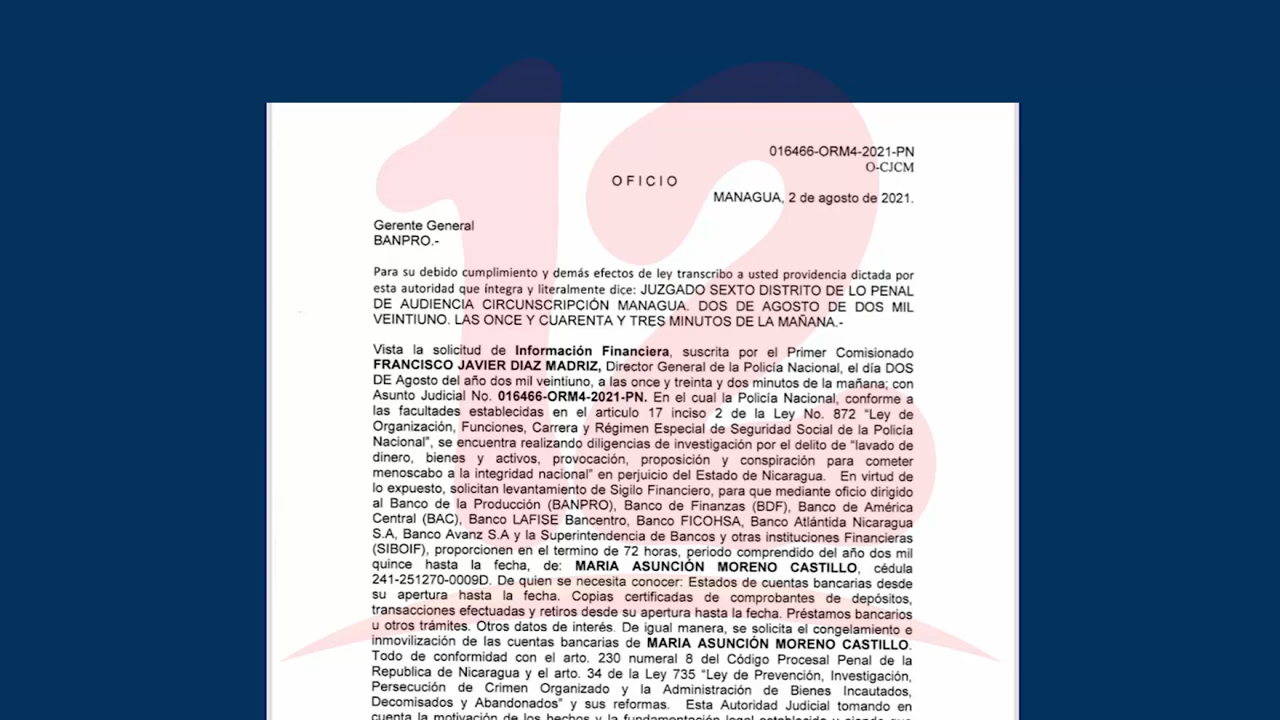 016466-ORM4-2021-PN
O-CJCM
OFICIO
MANAGUA, 2 de agosto de 2021.
Gerente General
BANPRO.-
Para su debido cumplimiento y demás efectos de ley transcribo a usted providencia dictada por
esta autoridad que íntegra y literalmente dice: JUZGADO SEXTO DISTRITO DE LO PENAL
DE AUDIENCIA CIRCUNSCRIPCIÓN MANAGUA. DOS DE AGOSTO DE DOS MIL
VEINTIUNO. LAS ONCE Y CUARENTA Y TRES MINUTOS DE LA MAÑANA.-
Vista la solicitud de Información Financiera, suscrita por el Primer Comisionado
FRANCISCO JAVIER DIAZ MADRIZ, Director General de la Policía Nacional, el día DOS
DE Agosto del año dos mil veintiuno, a las once y treinta y dos minutos de la mañana; con
Asunto Judicial No. 016466-ORM4-2021-PN. En el cual la Policía Nacional, conforme a
las facultades establecidas en el articulo 17 inciso 2 de la Ley No. 872 "Ley de
Organización, Funciones, Carrera y Régimen Especial de Seguridad Social de la Policía
Nacional", se encuentra realizando diligencias de investigación por el delito de "lavado de
dinero, bienes y activos, provocación, proposición y conspiración para cometer
menoscabo a la integridad nacional" en perjuicio del Estado de Nicaragua. En virtud de
lo expuesto, solicitan levantamiento de Sigilo Financiero, para que mediante oficio dirigido
al Banco de la Producción (BANPRO), Banco de Finanzas (BDF), Banco de América
Central (BAC), Banco LAFISE Bancentro, Banco FICOHSA, Banco Atlántida Nicaragua
S.A, Banco Avanz S.A y la Superintendencia de Bancos y otras instituciones Financieras
(SIBOIF), proporcionen en el termino de 72 horas, periodo comprendido del año dos mil
quince hasta la fecha, de: MARIA ASUNCIÓN MORENO CASTILLO, cédula
241-251270-0009D. De quien se necesita conocer: Estados de cuentas bancarias desde
su apertura hasta la fecha. Copias certificadas de comprobantes de depósitos,
transacciones efectuadas y retiros desde su apertura hasta la fecha. Préstamos bancarios
u otros trámites. Otros datos de interés. De igual manera, se solicita el congelamiento e
inmovilización de las cuentas bancarias de MARIA ASUNCIÓN MORENO CASTILLO.
Todo de conformidad con el arto. 230 numeral 8 del Código Procesal Penal de la
Republica de Nicaragua y el arto. 34 de la Ley 735 "Ley de Prevención, Investigación,
Persecución de Crimen Organizado y la Administración de Bienes Incautados,
Decomisados y Abandonados" y sus reformas. Esta Autoridad Judicial tomando en
cuenta la motivación de los hechos y la fundamentación legal establecida y siendo que
12